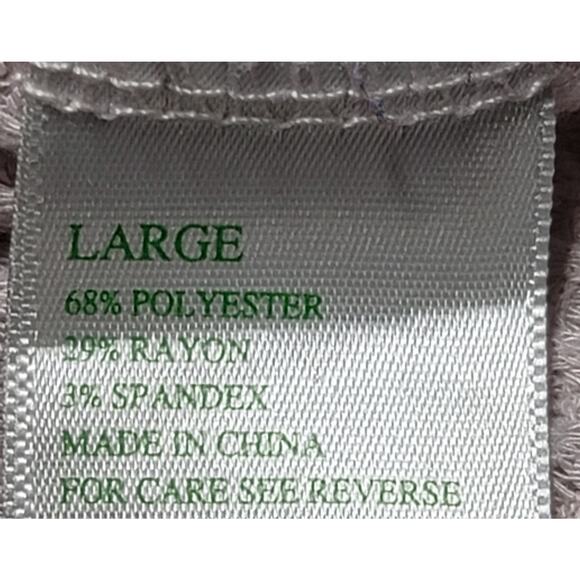 LARGE
68% POLYESTER
29% RAYON
3% SPANDEX
MADE IN CHINA
FOR CARE SEE REVERSE